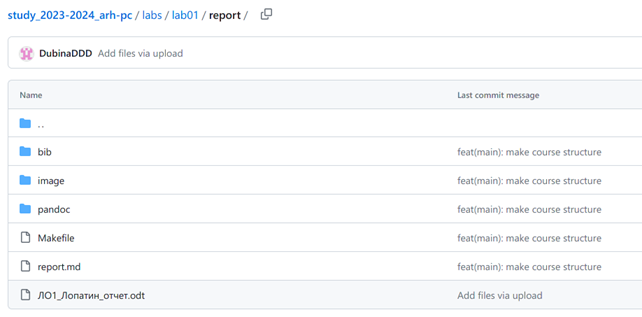 study_2023-2024_arh-pc / labs / lab01 / report /
DubinaDDD Add files via upload
Name Last commit message
..
bib feat(main): make course structure
image feat(main): make course structure
pandoc feat(main): make course structure
Makefile feat(main): make course structure
report.md feat(main): make course structure
ЛО1_Лопатин_отчет.odt Add files via upload